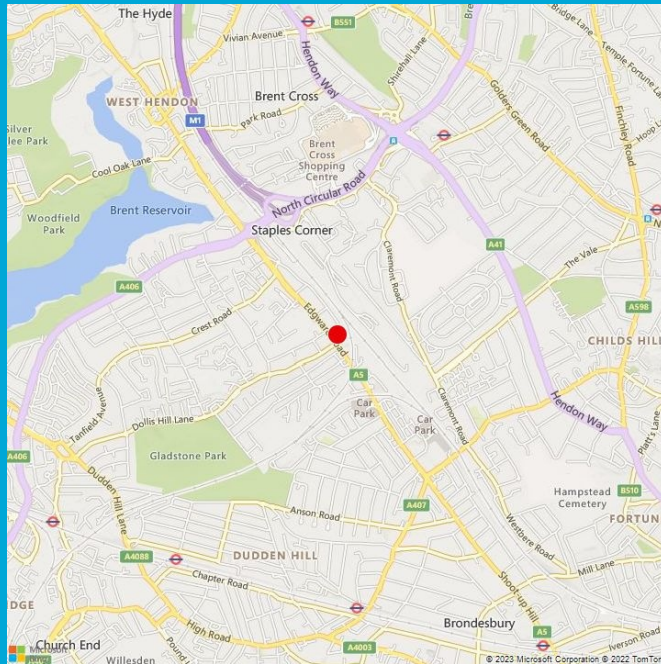 The Hyde
Vivian Avenue
B551
Hendon Way
Shirehall Lane
Bridge Lane
Temple Fortune
Finchley Road
WEST HENDON
Brent Cross
Golders Green Road
M1
Park Road
Brent
Cross
Shopping
Centre
Cool Oak Lane
North Circular Road
Brent Reservoir
Woodfield
Park
Staples Corner
Claremont Road
A41
The Vale
A406
A598
Crest Road
Edgware Road
CHILDS HILL
A5
Tanfield Avenue
Car
Park
Claremont Road
Hendon Way
Dollis Hill Lane
Car
Park
Platt's Lane
A406
Gladstone Park
Dudden Hill Lane
Hampstead
Cemetery
B510
A407
Anson Road
FORTUN
Westbere Road
A4088
DUDDEN HILL
Mill Lane
Chapter Road
Shoot up Hill
High Road
Brondesbury
A5
Iverson Road
Church End
A4003
Willesden
Microsoft
Bing
© 2023 Microsoft Corporation © 2022 TomTom